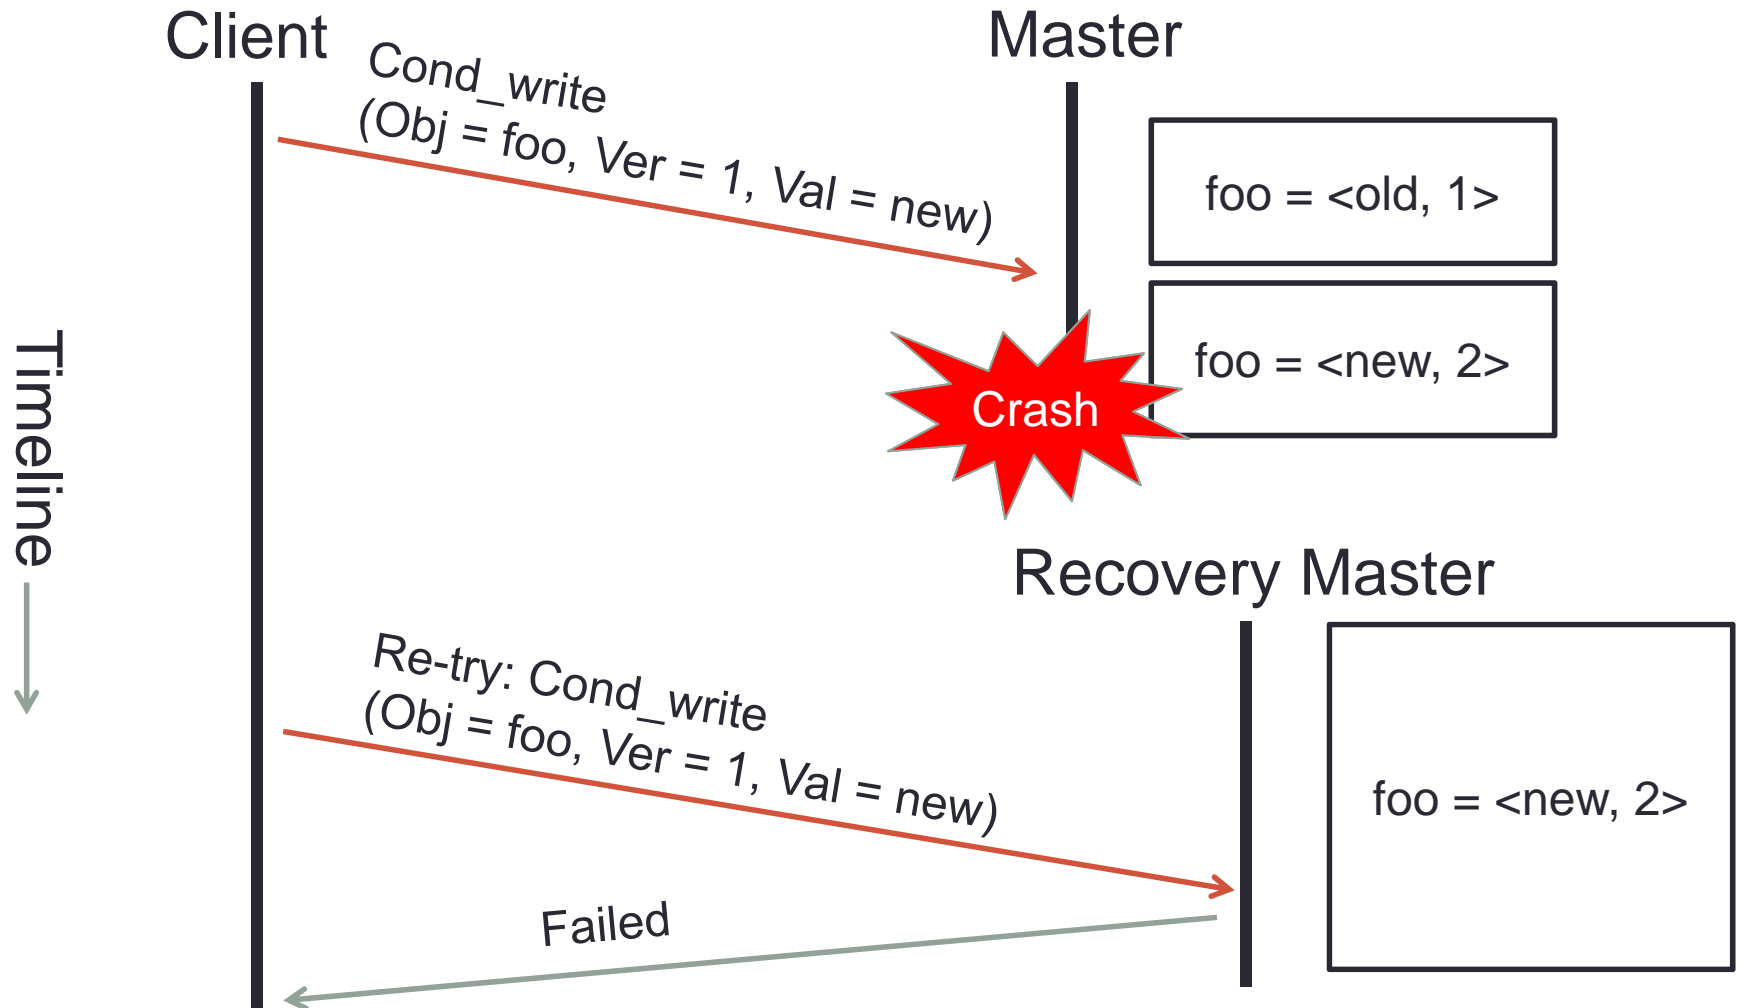 Client
Master
Cond_write
(Obj = foo, Ver = 1, Val = new)
foo = <old, 1>
foo = <new, 2>
Crash
Timeline
Recovery Master
Re-try: Cond_write
(Obj = foo, Ver = 1, Val = new)
foo = <new, 2>
Failed